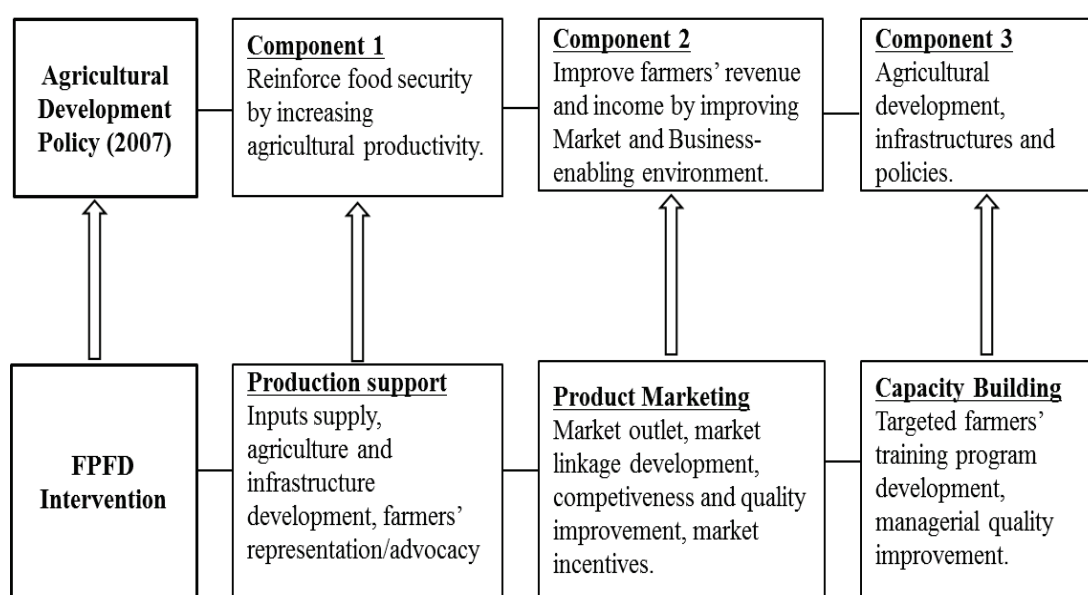 Agricultural
Development
Policy (2007)
Component 1
Reinforce food security
by increasing
agricultural productivity.
Component 2
Improve farmers’ revenue
and income by improving
Market and Business-
enabling environment.
Component 3
Agricultural
development,
infrastructures and
policies.
FPFD
Intervention
Production support
Inputs supply,
agriculture and
infrastructure
development, farmers’
representation/advocacy
Product Marketing
Market outlet, market
linkage development,
competiveness and quality
improvement, market
incentives.
Capacity Building
Targeted farmers’
training program
development,
managerial quality
improvement.